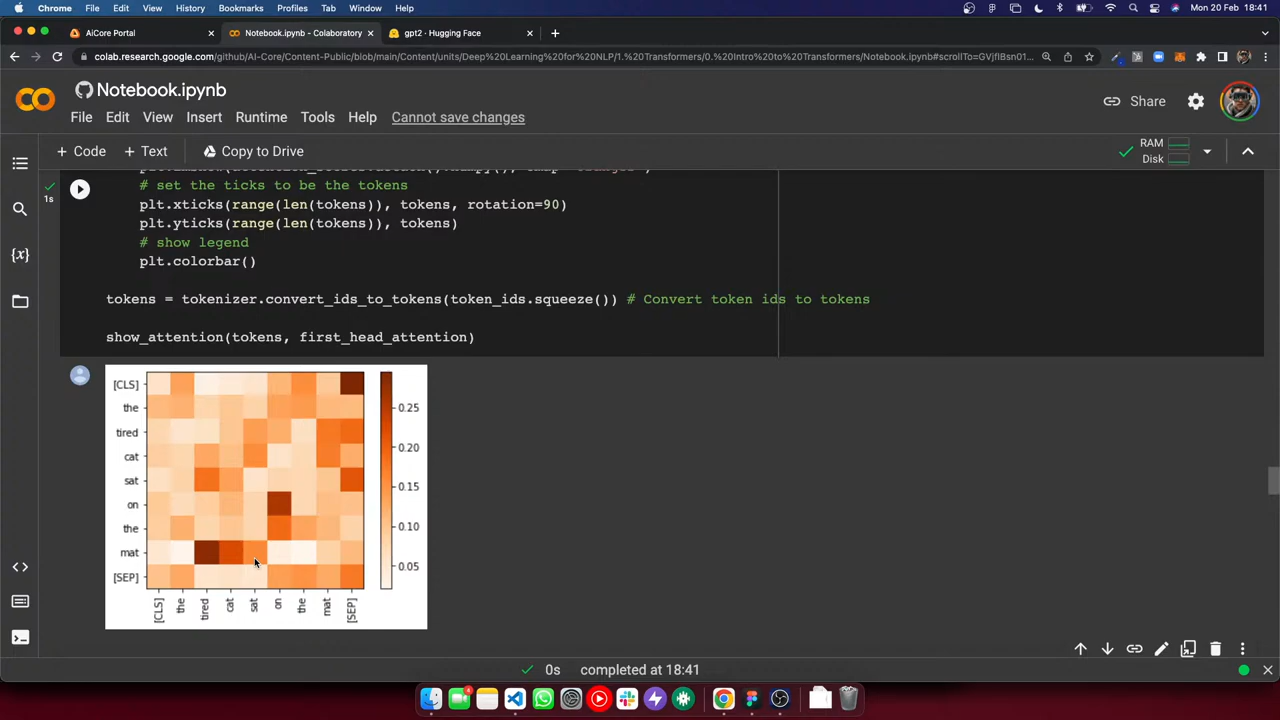 Chrome File Edit View History Bookmarks Profiles Tab Window Help Mon 20 Feb 18:41
AiCore Portal Notebook.ipynb - Colaboratory gpt2 · Hugging Face
colab.research.google.com/github/AI-Core/Content-Public/blob/main/Content/units/Deep%20Learning%20for%20NLP/1.%20Transformers/0.%20Intro%20to%20Transformers/Notebook.ipynb#scrollTo=GVjfIBsn01...
Notebook.ipynb
Share
File Edit View Insert Runtime Tools Help Cannot save changes
+ Code + Text Copy to Drive
RAM
Disk
1s
# set the ticks to be the tokens
plt.xticks(range(len(tokens)), tokens, rotation=90)
plt.yticks(range(len(tokens)), tokens)
# show legend
plt.colorbar()
tokens = tokenizer.convert_ids_to_tokens(token_ids.squeeze()) # Convert token ids to tokens
show_attention(tokens, first_head_attention)
[CLS]
the
tired
cat
sat
on
the
mat
[SEP]
0.25
0.20
0.15
0.10
0.05
[CLS] the tired cat sat on the mat [SEP]
0s completed at 18:41
4